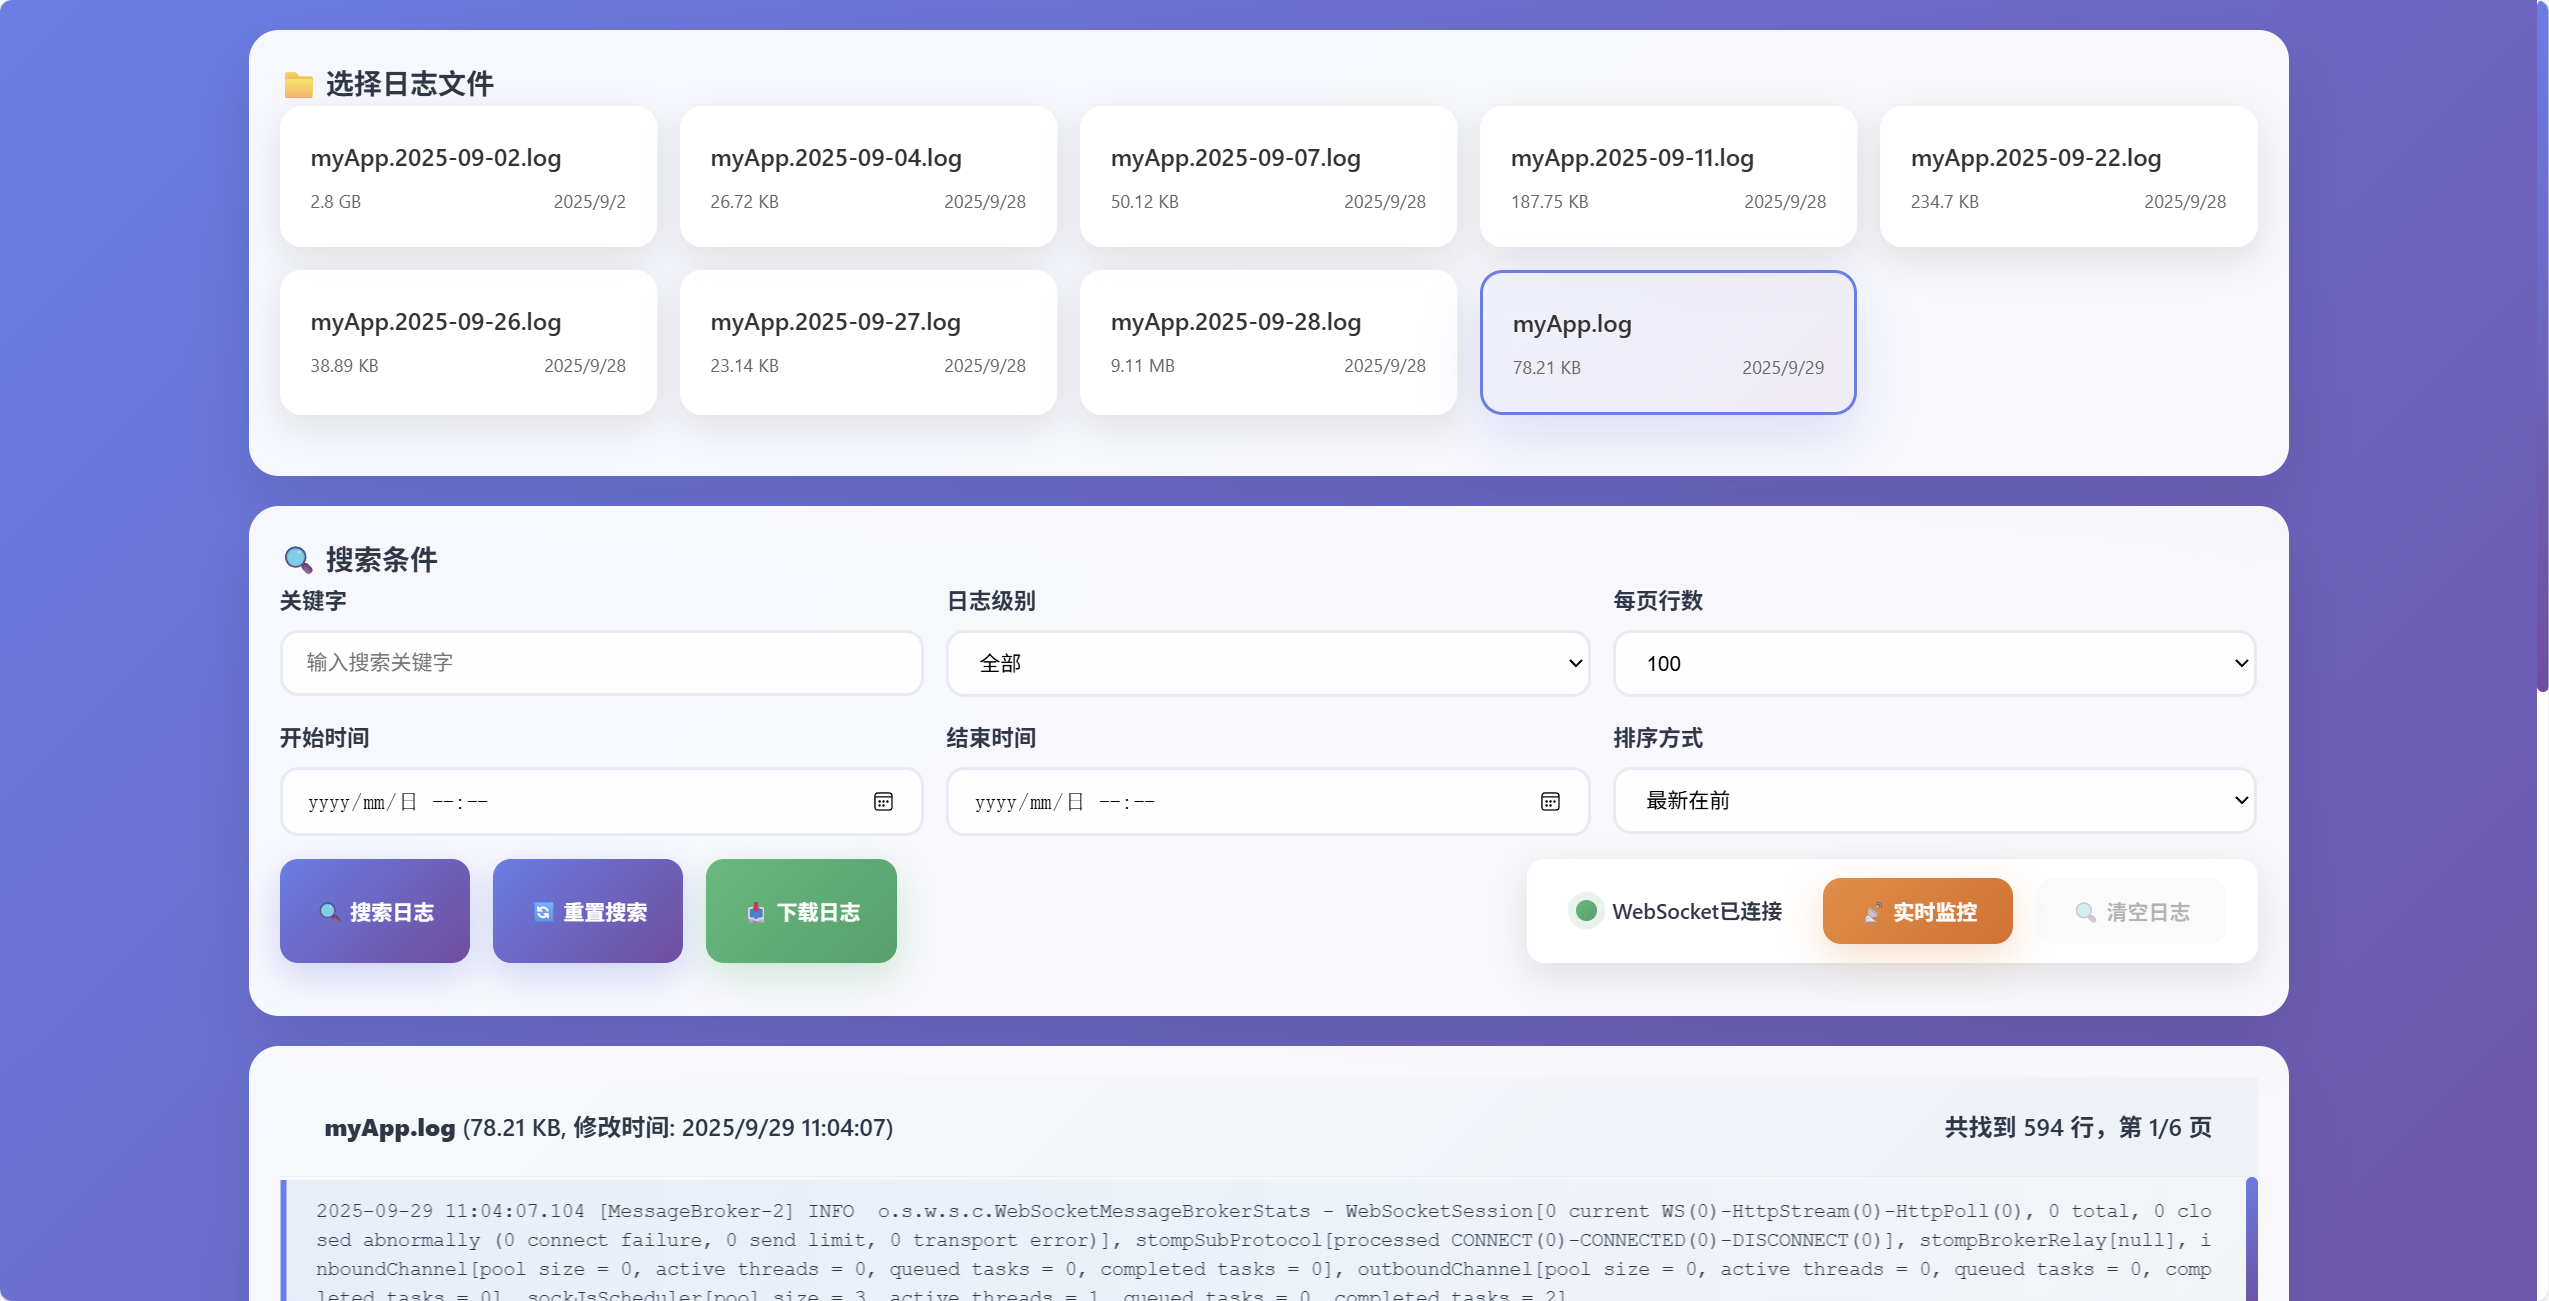 选择日志文件
myApp.2025-09-02.log
2.8 GB 2025/9/2
myApp.2025-09-04.log
26.72 KB 2025/9/28
myApp.2025-09-07.log
50.12 KB 2025/9/28
myApp.2025-09-11.log
187.75 KB 2025/9/28
myApp.2025-09-22.log
234.7 KB 2025/9/28
myApp.2025-09-26.log
38.89 KB 2025/9/28
myApp.2025-09-27.log
23.14 KB 2025/9/28
myApp.2025-09-28.log
9.11 MB 2025/9/28
myApp.log
78.21 KB 2025/9/29
搜索条件
关键字 日志级别 每页行数
输入搜索关键字 全部 100
开始时间 结束时间 排序方式
yyyy/mm/日 --:-- yyyy/mm/日 --:-- 最新在前
搜索日志 重置搜索 下载日志 WebSocket已连接 实时监控 清空日志
myApp.log (78.21 KB, 修改时间: 2025/9/29 11:04:07) 共找到 594 行，第 1/6 页
2025-09-29 11:04:07.104 [MessageBroker-2] INFO  o.s.w.s.c.WebSocketMessageBrokerStats - WebSocketSession[0 current WS(0)-HttpStream(0)-HttpPoll(0), 0 total, 0 clo
sed abnormally (0 connect failure, 0 send limit, 0 transport error)], stompSubProtocol[processed CONNECT(0)-CONNECTED(0)-DISCONNECT(0)], stompBrokerRelay[null], i
nboundChannel[pool size = 0, active threads = 0, queued tasks = 0, completed tasks = 0], outboundChannel[pool size = 0, active threads = 0, queued tasks = 0, comp
leted tasks = 0], sockJsScheduler[pool size = 3, active threads = 1, queued tasks = 0, completed tasks = 2]